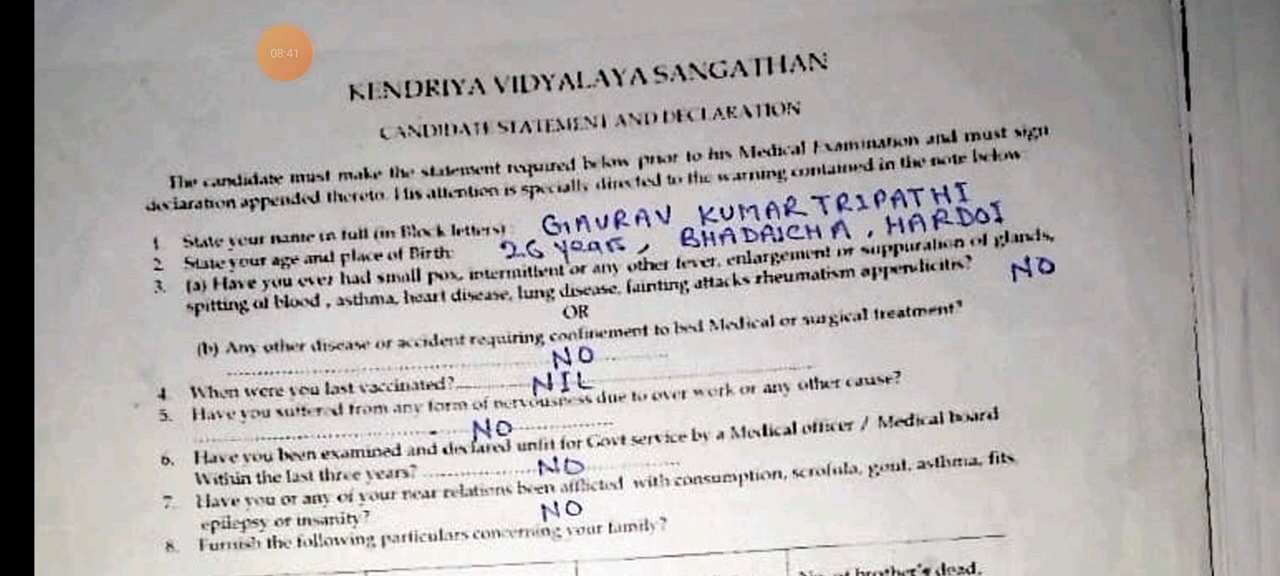 08:41
KENDRIYA VIDYALAYA SANGATHAN
CANDIDATE STATEMENT AND DECLARATION
The candidate must make the statement required below prior to his Medical Examination and must sign
declaration appended thereto. His attention is specially directed to the warning contained in the note below
1 State your name in full (in Block letters) : GAURAV KUMAR TRIPATHI
2 State your age and place of Birth: 26 years, BHADAICHA, HARDOI
3. (a) Have you ever had small pox, intermittent or any other fever, enlargement or suppuration of glands,
spitting of blood , asthma, heart disease, lung disease, fainting attacks rheumatism appendicitis? NO
OR
(b) Any other disease or accident requiring confinement to bed Medical or surgical treatment?
NO
4. When were you last vaccinated? NIL
5. Have you suffered from any form of nervousness due to over work or any other cause?
NO
6. Have you been examined and declared unfit for Govt service by a Medical officer / Medical board
Within the last three years? NO
7. Have you or any of your near relations been afflicted with consumption, scrofula, gout, asthma, fits,
epilepsy or insanity? NO
8. Furnish the following particulars concerning your family?
No. of brother's dead,